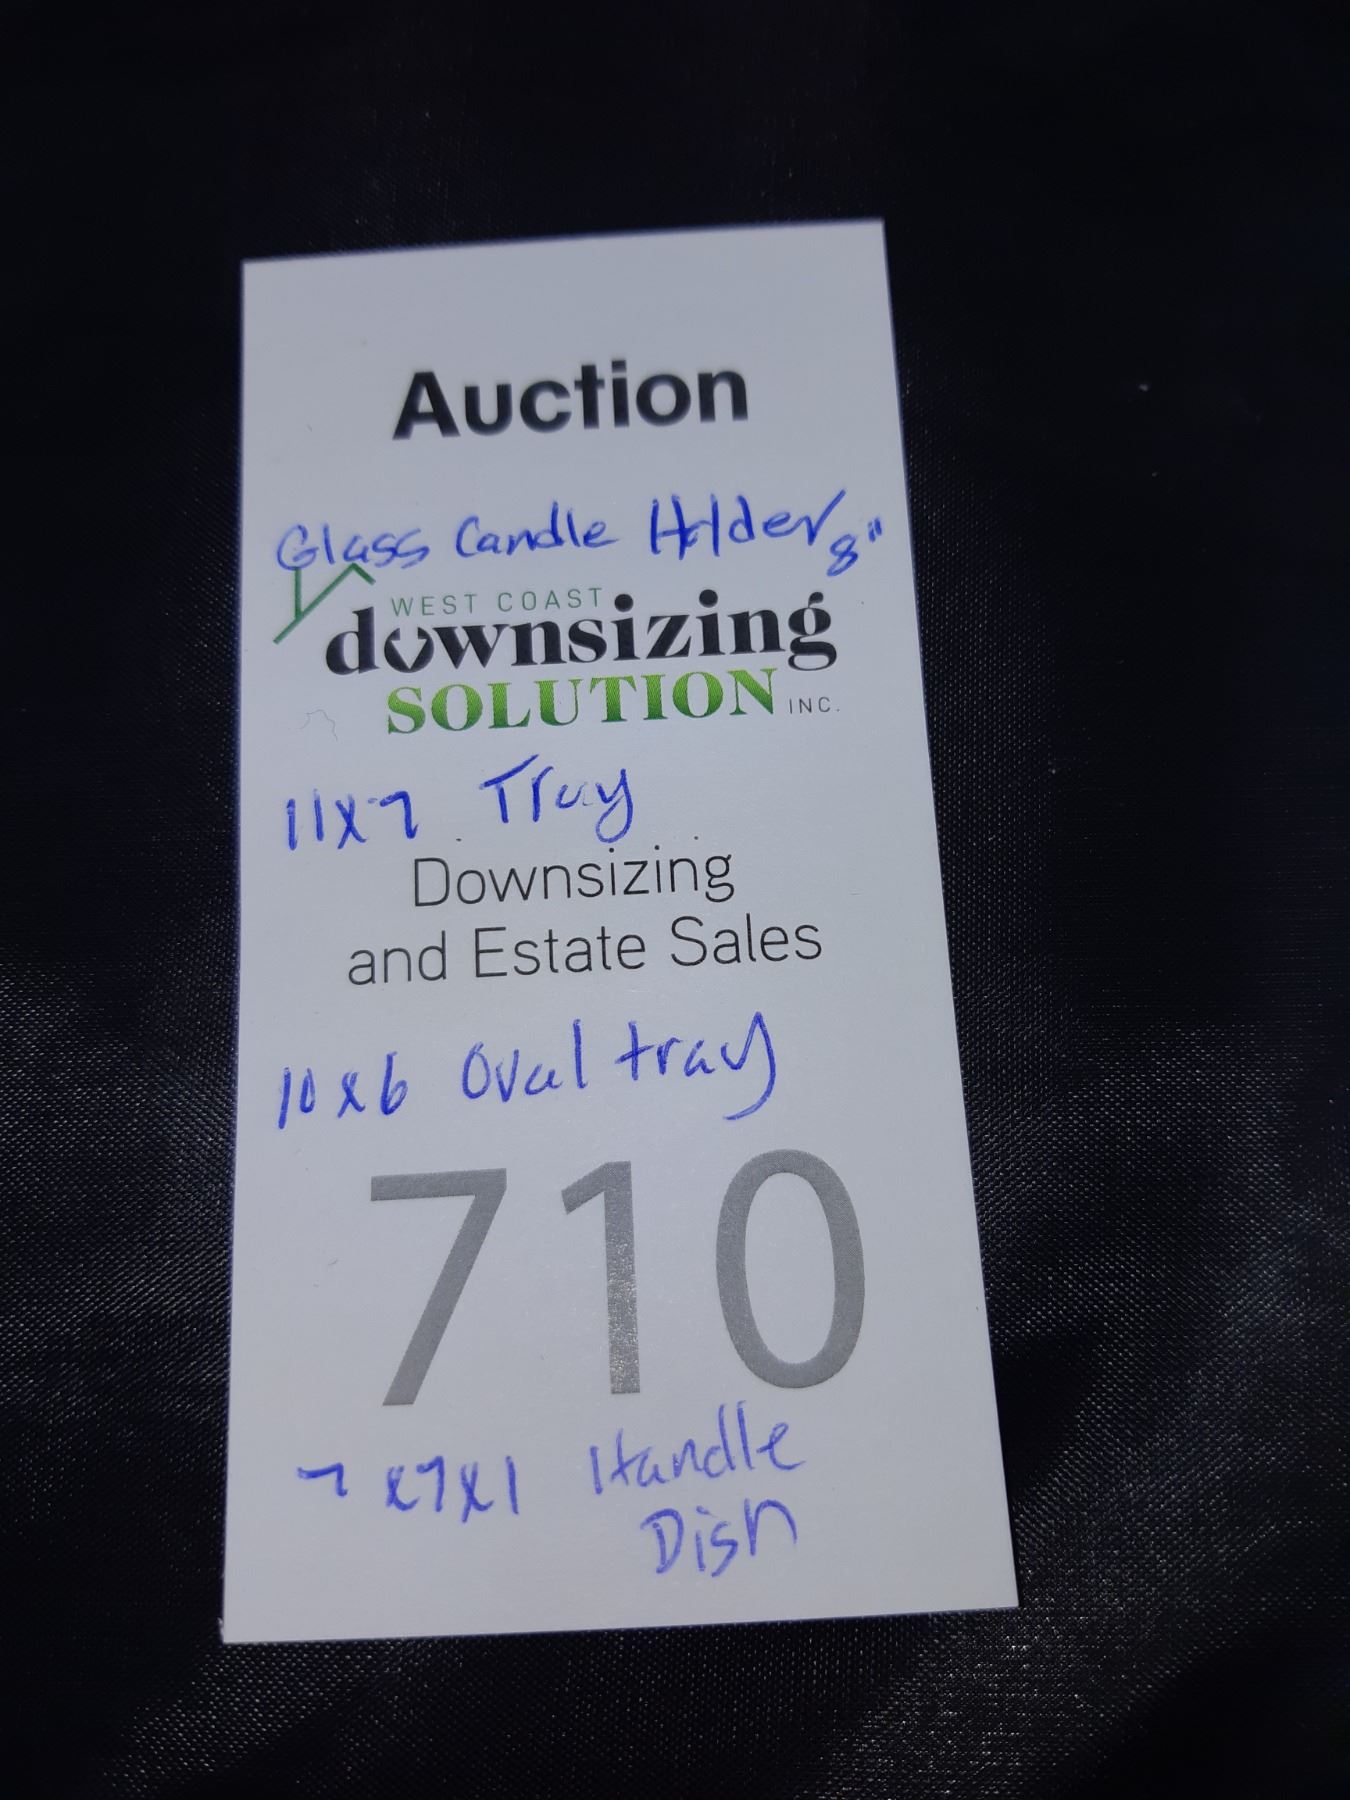 Auction
Glass Candle Holder 8"
WEST COAST
downsizing
SOLUTION INC.
11x7 Tray
Downsizing
and Estate Sales
10x6 Oval tray
710
7x7x1 Handle
Dish